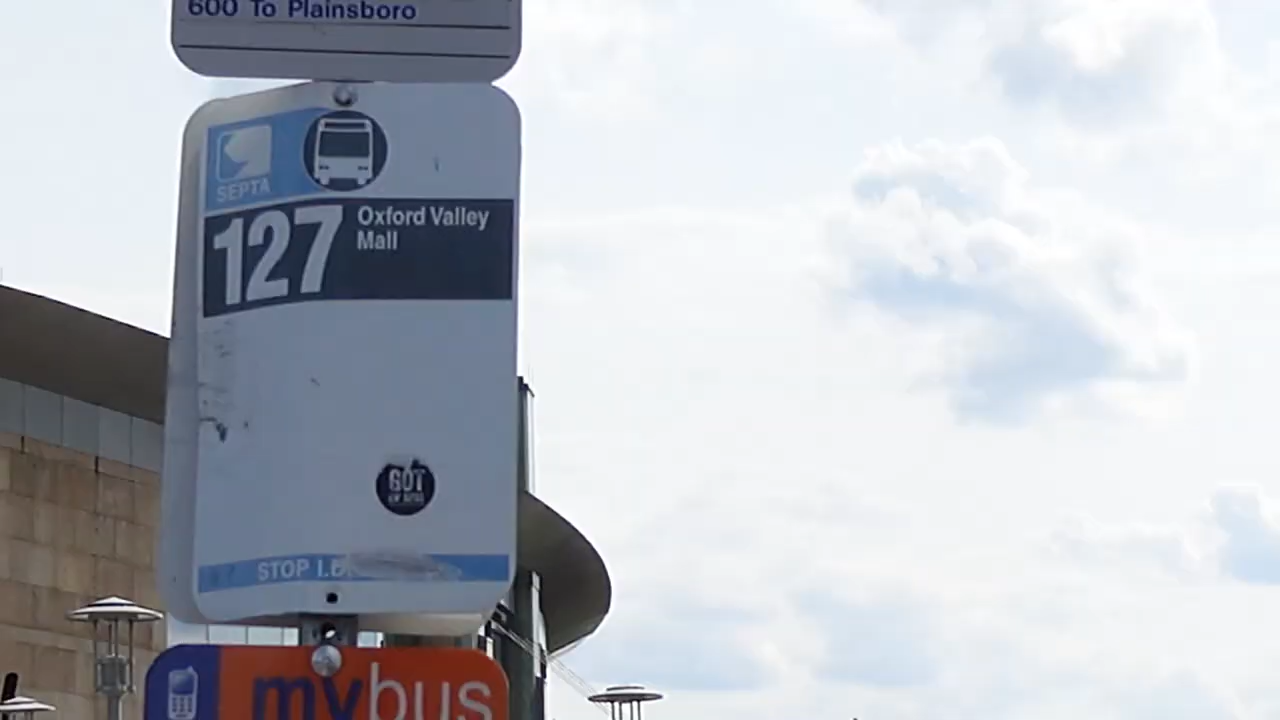 600 To Plainsboro
SEPTA
127
Oxford Valley
Mall
GOT
STOP I.D.
mybus